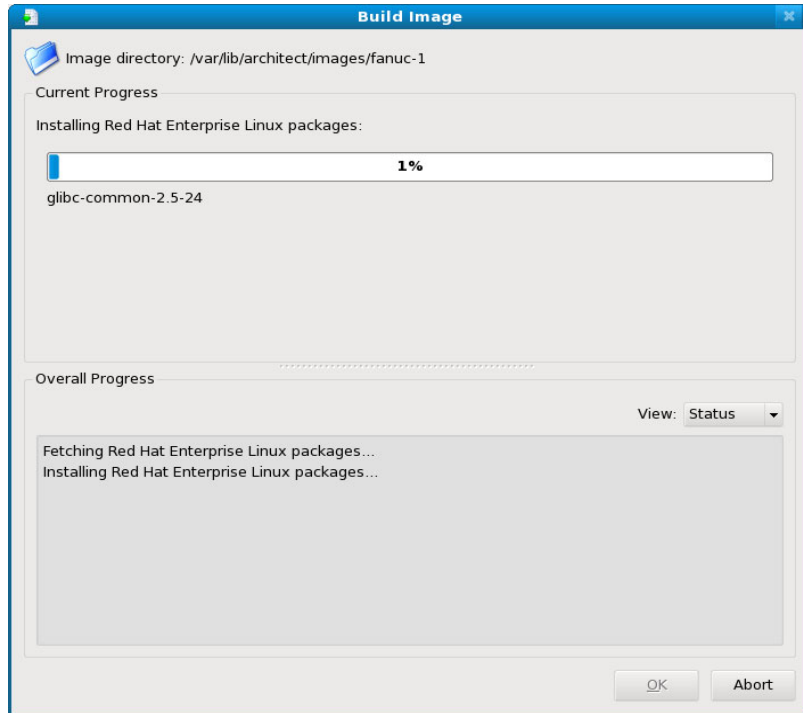 Build Image
Image directory: /var/lib/architect/images/fanuc-1
Current Progress
Installing Red Hat Enterprise Linux packages:
1%
glibc-common-2.5-24
Overall Progress
View: Status
Fetching Red Hat Enterprise Linux packages...
Installing Red Hat Enterprise Linux packages...
OK Abort